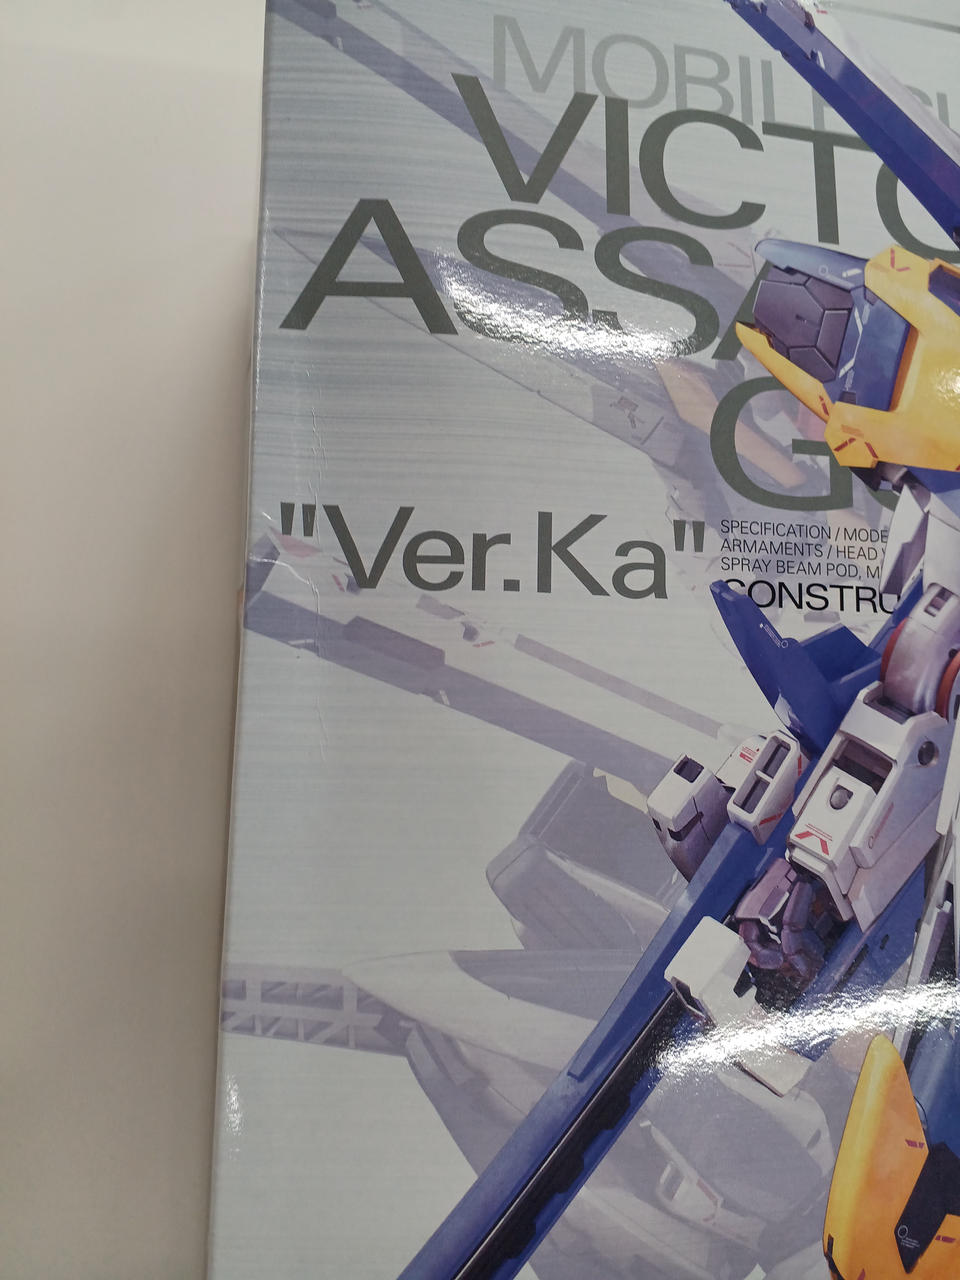 MOBIL
VICTO
ASSA
G
"Ver.Ka"
SPECIFICATION / MODE
ARMAMENTS / HEAD
SPRAY BEAM POD, M
CONSTRU